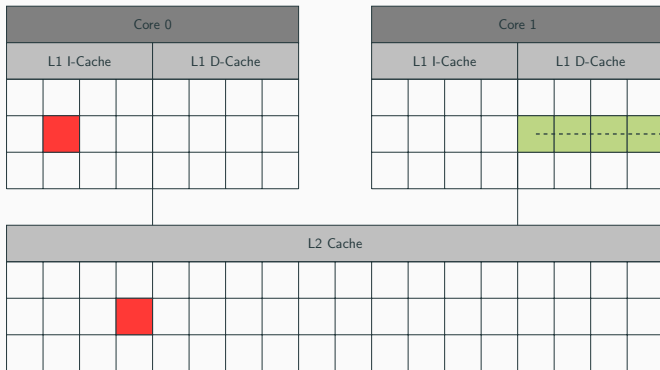 Core 0
Core 1
L1 I-Cache
L1 D-Cache
L1 I-Cache
L1 D-Cache
L2 Cache